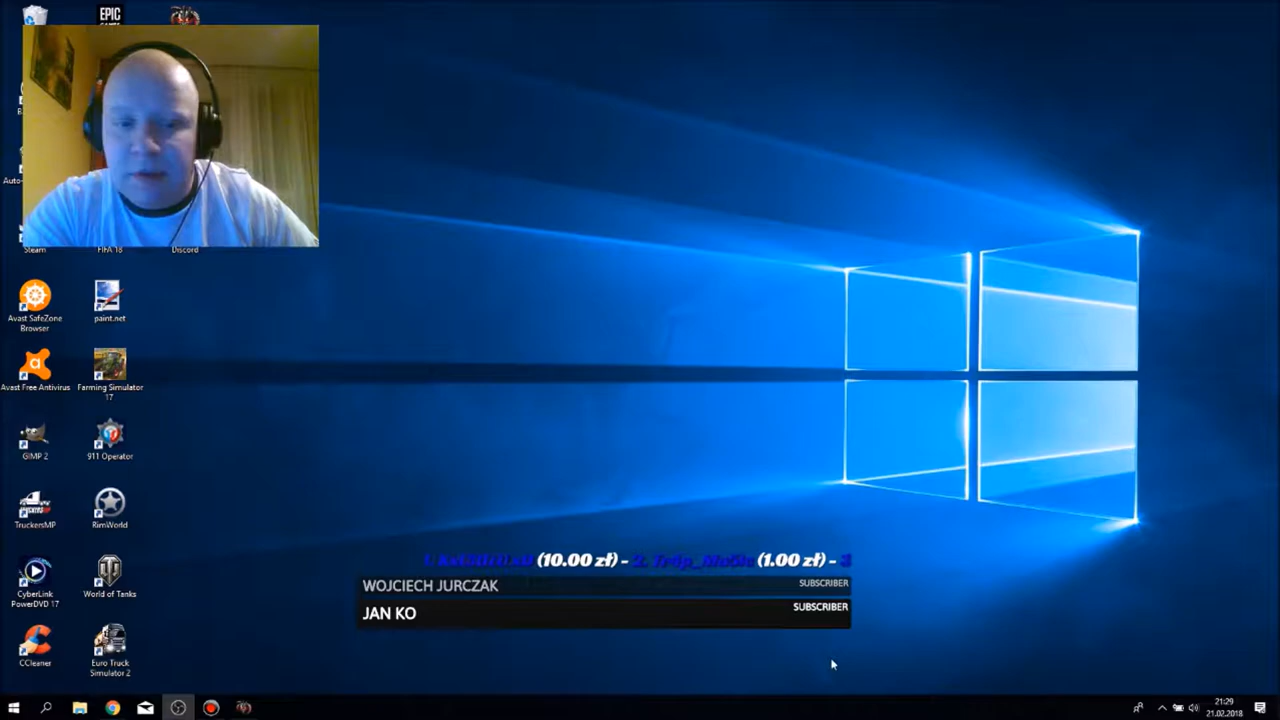 EPIC
Steam
FIFA 18
Discord
Avast SafeZone
Browser
paint.net
Avast Free Antivirus
Farming Simulator
17
GIMP 2
911 Operator
TruckersMP
RimWorld
CyberLink
PowerDVD 17
World of Tanks
CCleaner
Euro Truck
Simulator 2
(10.00 zł) - 2. (1.00 zł) - 3
WOJCIECH JURCZAK SUBSCRIBER
JAN KO SUBSCRIBER
21:29
21.02.2018